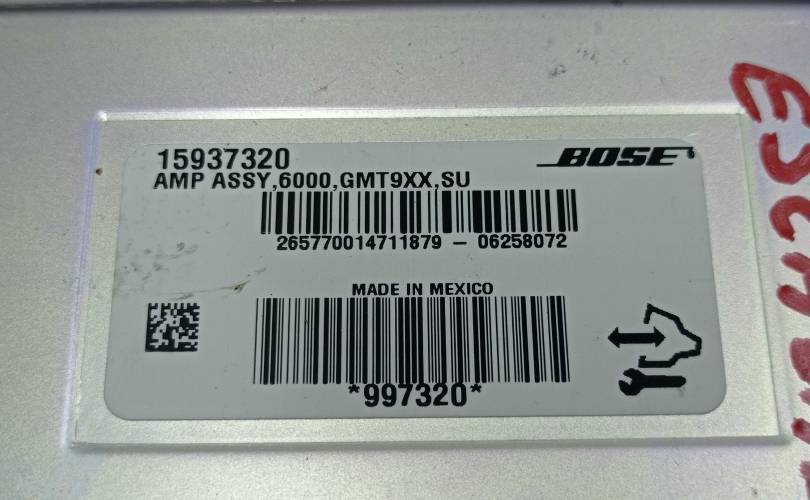 15937320
BOSE
AMP ASSY,6000,GMT9XX,SU
265770014711879 - 06258072
MADE IN MEXICO
*997320*